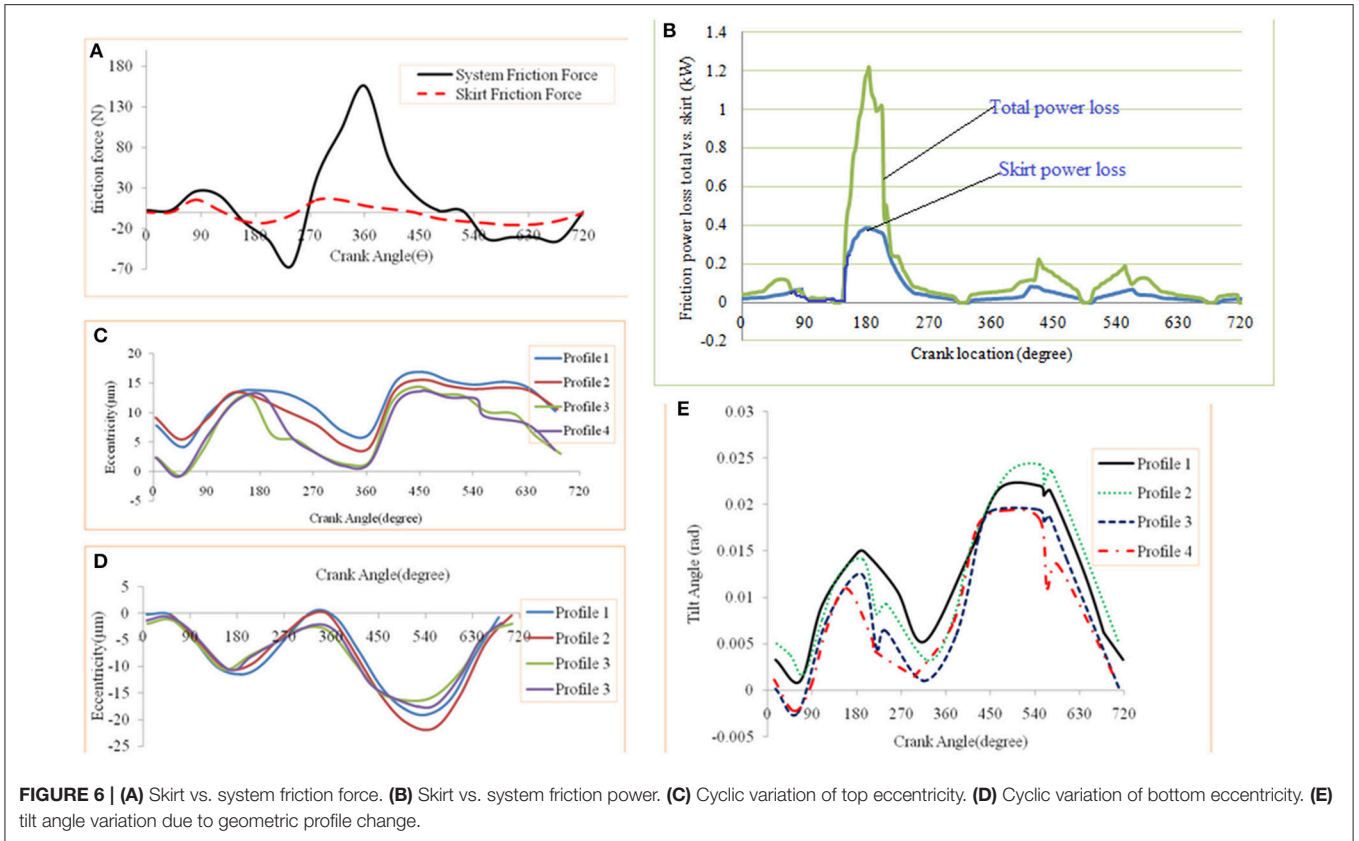 A
180
130
80
30
-20
-70
friction force (N)
System Friction Force
Skirt Friction Force
0 90 180 270 360 450 540 630 720
Crank Angle(Θ)
B
1.4
1.2
1
0.8
0.6
0.4
0.2
0
-0.2
Friction power loss total vs. skirt (kW)
Total power loss
Skirt power loss
0 90 180 270 360 450 540 630 720
Crank location (degree)
C
20
15
10
5
0
-5
Eccentricity(µm)
Profile1
Profile2
Profile3
Profile4
0 90 180 270 360 450 540 630 720
Crank Angle(degree)
D
Crank Angle(degree)
5
0
-5
-10
-15
-20
-25
Eccentricity(µm)
0 90 180 270 360 450 540 630 720
Profile 1
Profile 2
Profile 3
Profile 3
E
0.03
0.025
0.02
0.015
0.01
0.005
0
-0.005
Tilt Angle (rad)
Profile 1
Profile 2
Profile 3
Profile 4
0 90 180 270 360 450 540 630 720
Crank Angle(degree)
FIGURE 6 | (A) Skirt vs. system friction force. (B) Skirt vs. system friction power. (C) Cyclic variation of top eccentricity. (D) Cyclic variation of bottom eccentricity. (E)
tilt angle variation due to geometric profile change.